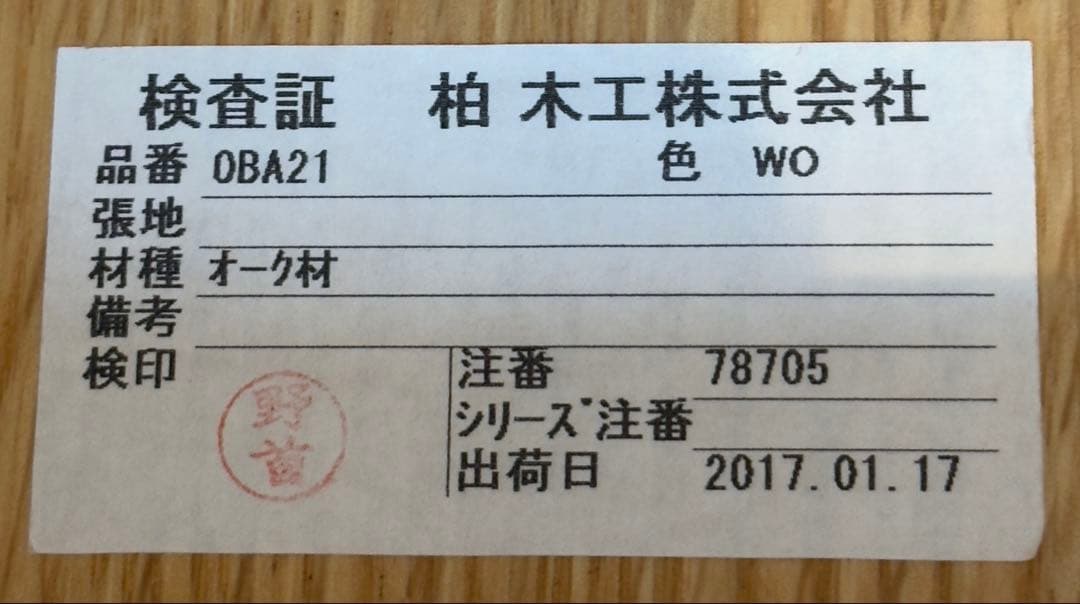 検査証 柏木工株式会社
品番 OBA21 色 WO
張地
材種 オーク材
備考
検印 注番 78705
野苗
シリーズ注番
出荷日 2017.01.17